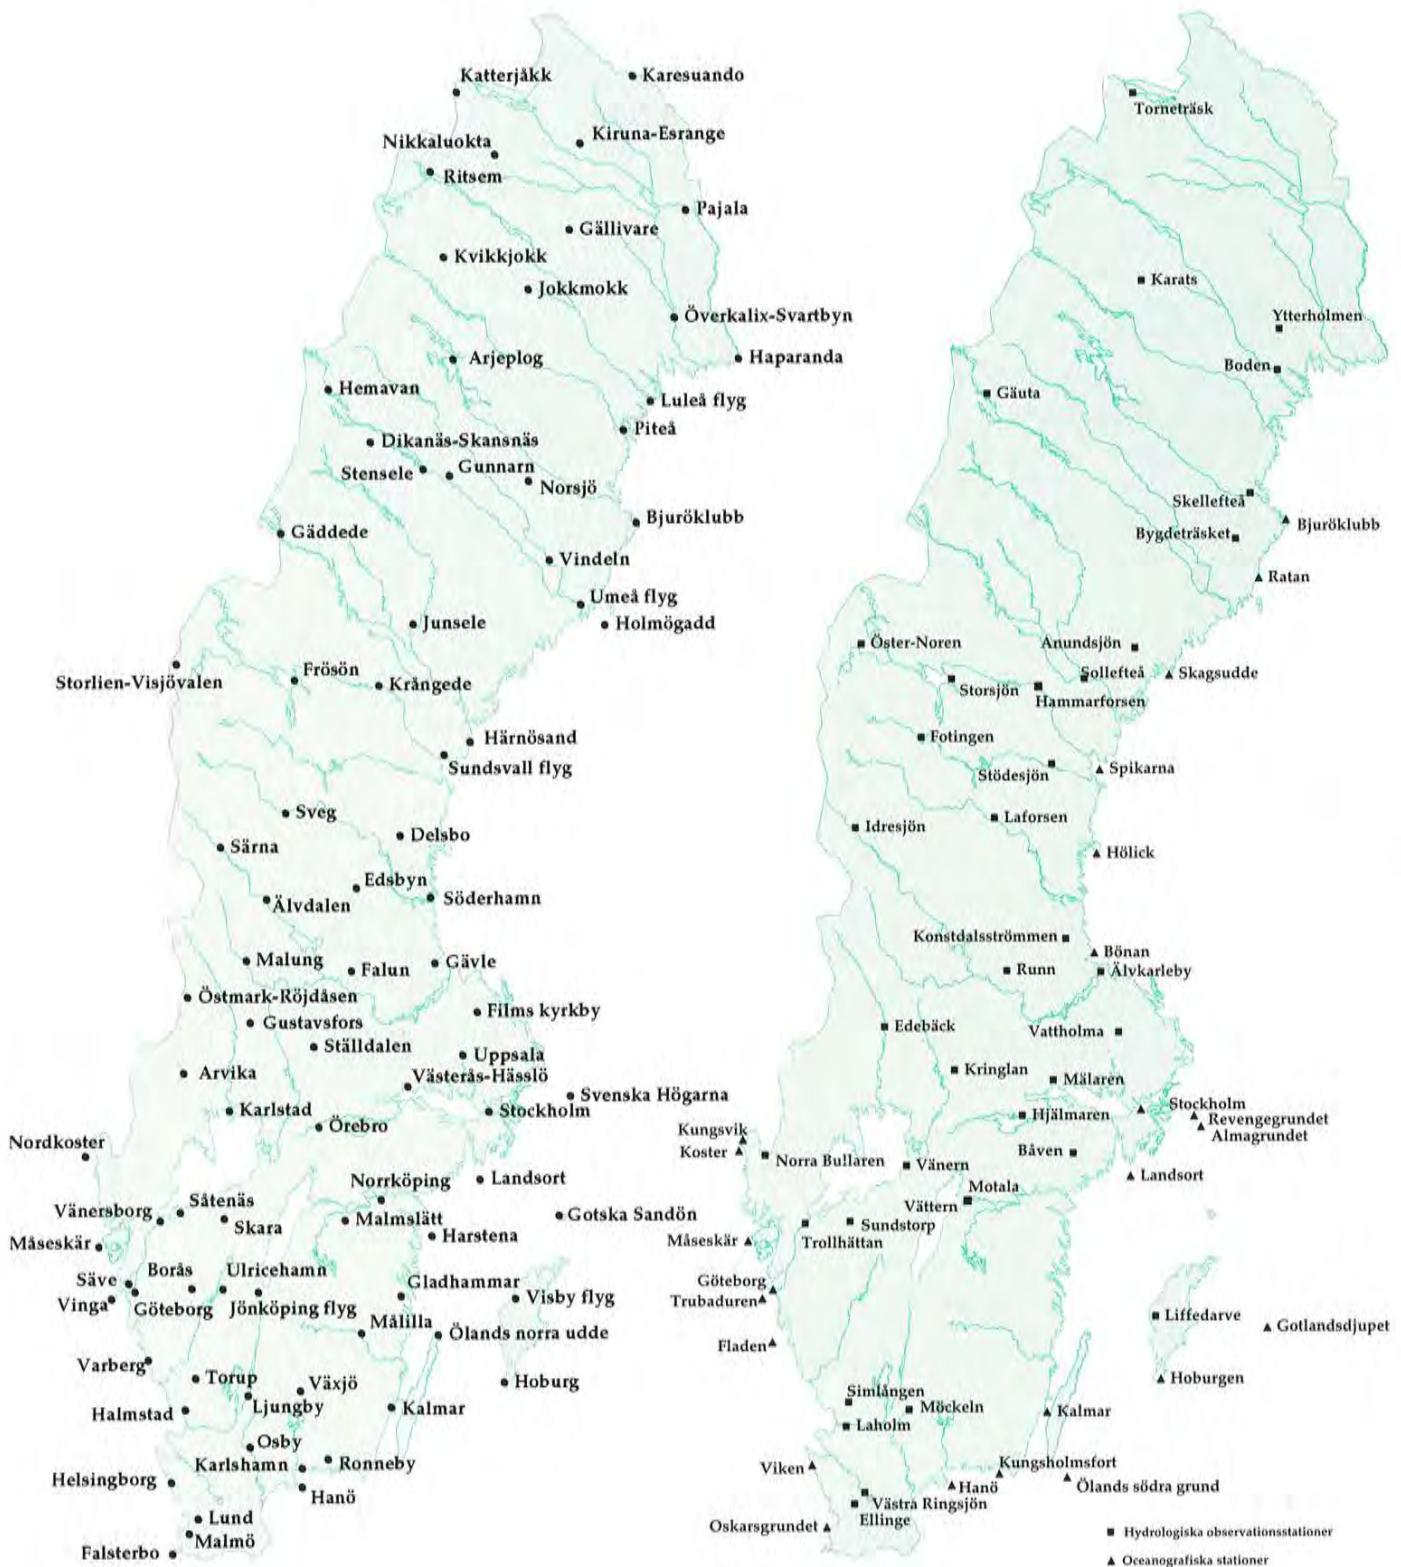 Katterjåkk
Karesuando
Nikkaluokta
Kiruna-Esrange
Ritsem
Pajala
Gällivare
Kvikkjokk
Jokkmokk
Överkalix-Svartbyn
Arjeplog
Haparanda
Hemavan
Luleå flyg
Piteå
Dikanäs-Skansnäs
Stensele
Gunnarn
Norsjö
Bjuröklubb
Gäddede
Vindeln
Umeå flyg
Junsele
Holmögadd
Storlien-Visjövalen
Frösön
Krångede
Härnösand
Sundsvall flyg
Sveg
Delsbo
Särna
Edsbyn
Älvdalen
Söderhamn
Malung
Falun
Gävle
Östmark-Röjdåsen
Films kyrkby
Gustavsfors
Ställdalen
Uppsala
Arvika
Västerås-Hässlö
Svenska Högarna
Karlstad
Stockholm
Örebro
Nordkoster
Landsort
Norrköping
Såtenäs
Vänersborg
Skara
Malmslätt
Gotska Sandön
Harstena
Måseskär
Borås
Ulricehamn
Säve
Gladhammar
Vinga
Göteborg
Jönköping flyg
Visby flyg
Målilla
Ölands norra udde
Varberg
Torup
Växjö
Hoburg
Halmstad
Ljungby
Kalmar
Osby
Karlshamn
Ronneby
Helsingborg
Hanö
Lund
Malmö
Falsterbo
Torneträsk
Karats
Ytterholmen
Boden
Gäuta
Skellefteå
Bjuröklubb
Bygdeträsket
Ratan
Öster-Noren
Anundsjön
Storsjön
Sollefteå
Skagsudde
Hammarforsen
Fotingen
Stödesjön
Spikarna
Laforsen
Idresjön
Hölick
Konstdalsströmmen
Bönan
Runn
Älvkarleby
Edebäck
Vattholma
Kringlan
Mälaren
Stockholm
Hjälmaren
Revengegrundet
Almagrundet
Kungsvik
Koster
Norra Bullaren
Båven
Vänern
Landsort
Motala
Vättern
Sundstorp
Trollhättan
Måseskär
Göteborg
Trubaduren
Liffedarve
Gotlandsdjupet
Fladen
Hoburgen
Simlången
Möckeln
Kalmar
Laholm
Viken
Kungsholmsfort
Hanö
Ölands södra grund
Västra Ringsjön
Ellinge
Oskarsgrundet
Hydrologiska observationsstationer
Oceanografiska stationer